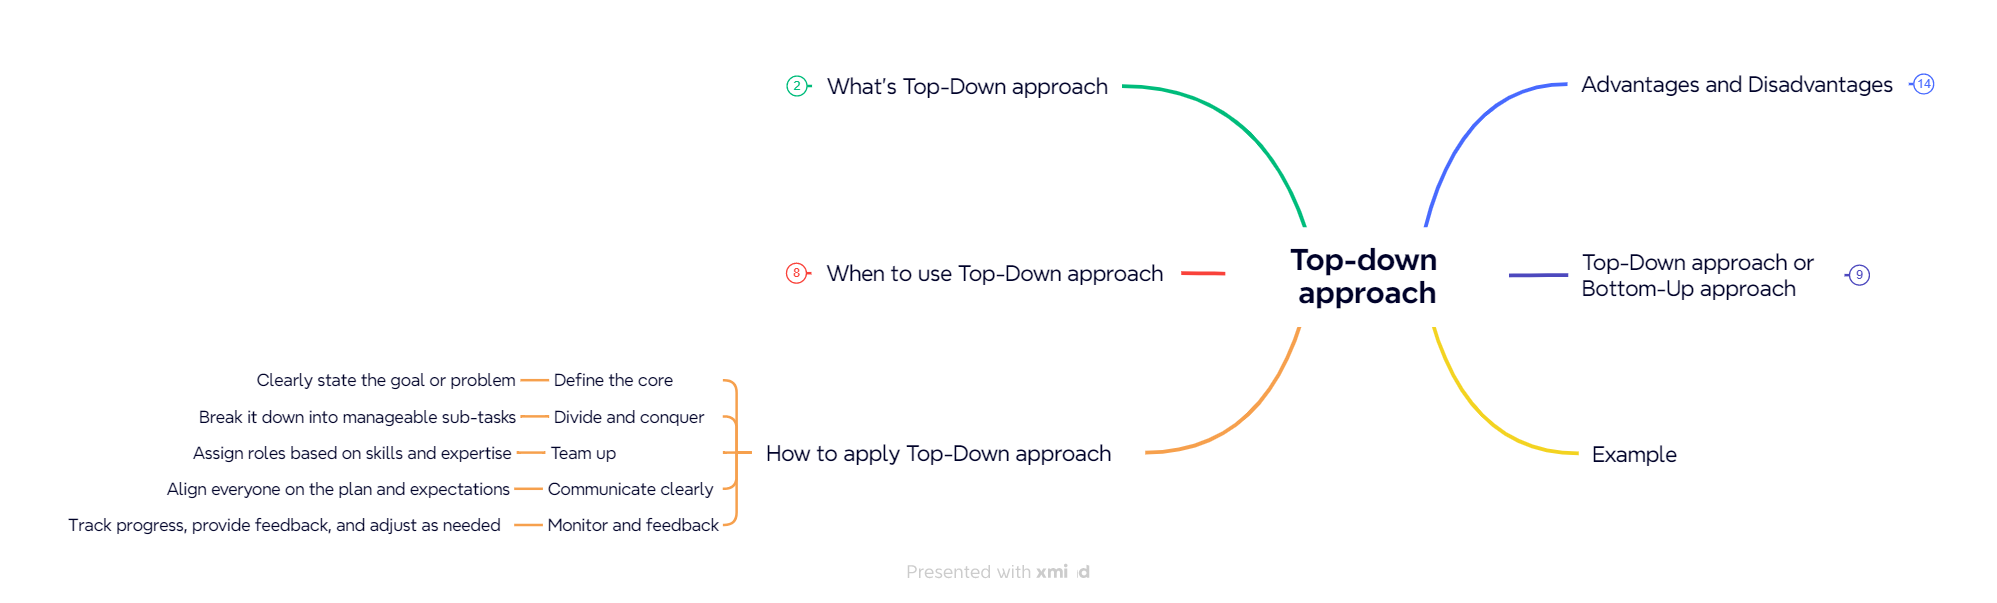 Top-down
approach
What's Top-Down approach
2
When to use Top-Down approach
8
How to apply Top-Down approach
Define the core
Clearly state the goal or problem
Divide and conquer
Break it down into manageable sub-tasks
Team up
Assign roles based on skills and expertise
Communicate clearly
Align everyone on the plan and expectations
Monitor and feedback
Track progress, provide feedback, and adjust as needed
Advantages and Disadvantages
14
Top-Down approach or
Bottom-Up approach
9
Example
Presented with xmind